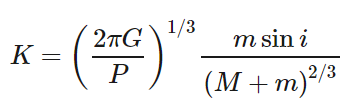 K = (2πG / P)^{1/3} m sin i / (M + m)^{2/3}